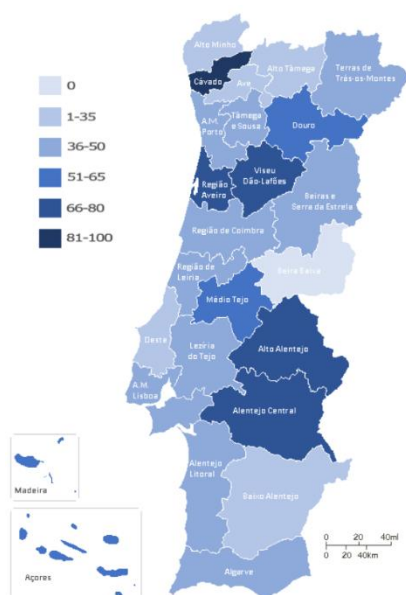 Alto Minho
Alto Tâmega
Terras de
Trás-os-Montes
Cávado
Ave
0
1-35
36-50
51-65
66-80
81-100
A.M.
Porto
Tâmega
e Sousa
Douro
Região
Aveiro
Viseu
Dão-Lafões
Beiras e
Serra da Estrela
Região de Coimbra
Região de
Leiria
Beira Baixa
Médio Tejo
Oeste
Lezíria
do Tejo
Alto Alentejo
A.M.
Lisboa
Alentejo Central
Alentejo
Litoral
Baixo Alentejo
Algarve
Madeira
Açores
0 20 40ml
0 20 40km